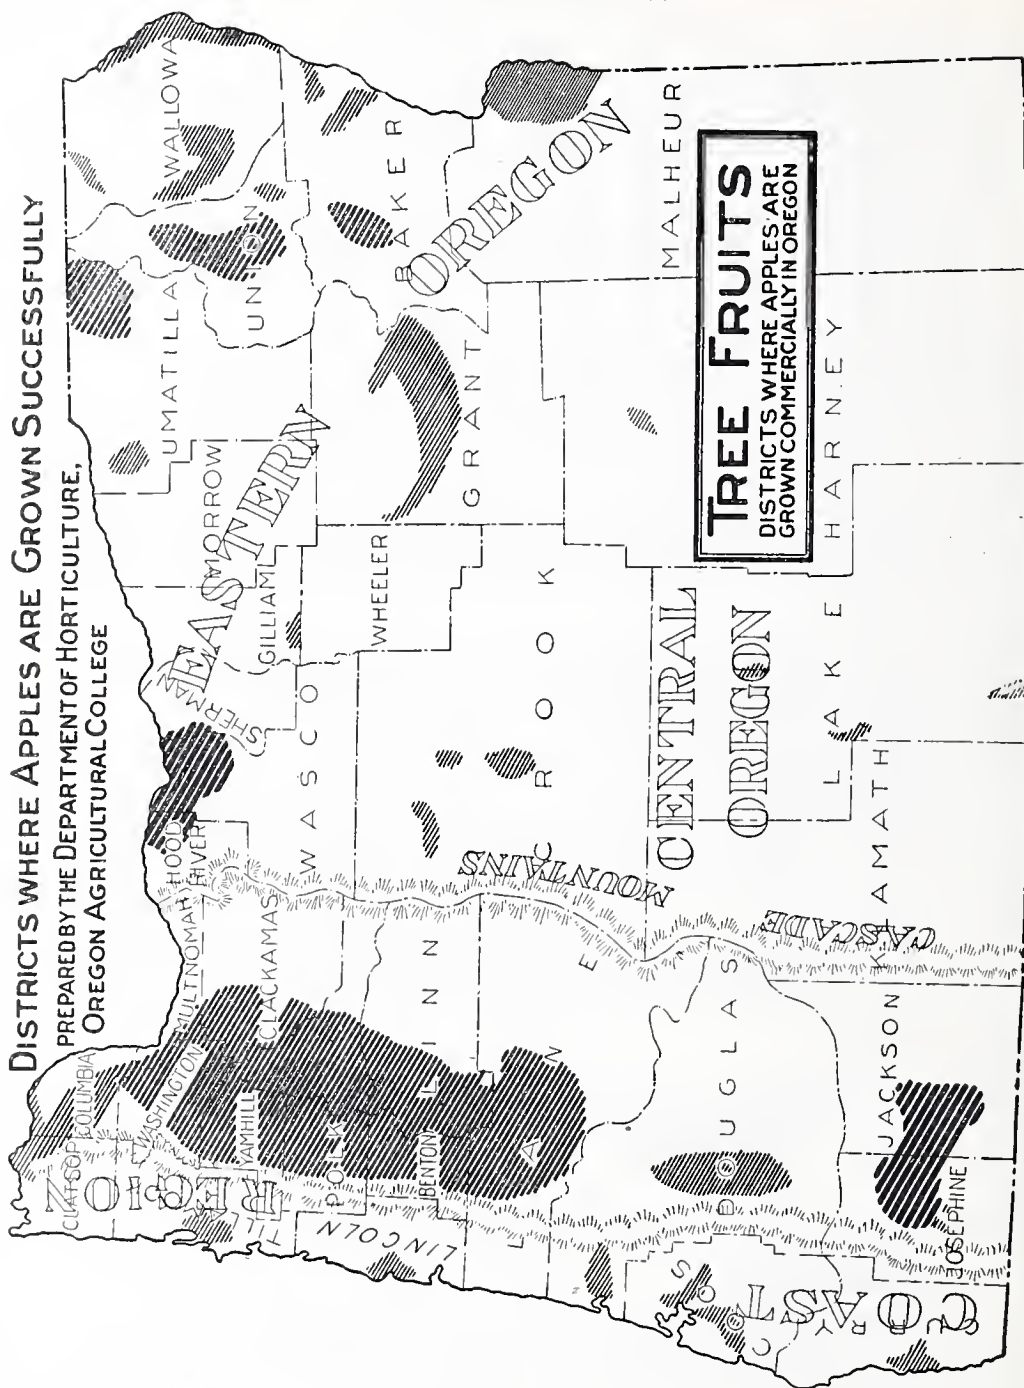 DISTRICTS WHERE APPLES ARE GROWN SUCCESSFULLY
PREPARED BY THE DEPARTMENT OF HORTICULTURE,
OREGON AGRICULTURAL COLLEGE
CLATSOP
COLUMBIA
WASHINGTON
MULTNOMAH
HOOD
RIVER
SHERMAN
GILLIAM
MORROW
UMATILLA
UNION
WALLOWA
YAMHILL
CLACKAMAS
WASCO
WHEELER
EASTERN
OREGON
GRANT
BAKER
POLK
LINCOLN
BENTON
LINN
CROOK
LANE
MOUNTAINS
CASCADE
CENTRAL
OREGON
DOUGLAS
COOS
CURRY
COAST
REGION
JOSEPHINE
JACKSON
KLAMATH
LAKE
HARNEY
MALHEUR
TREE FRUITS
DISTRICTS WHERE APPLES ARE
GROWN COMMERCIALLY IN OREGON